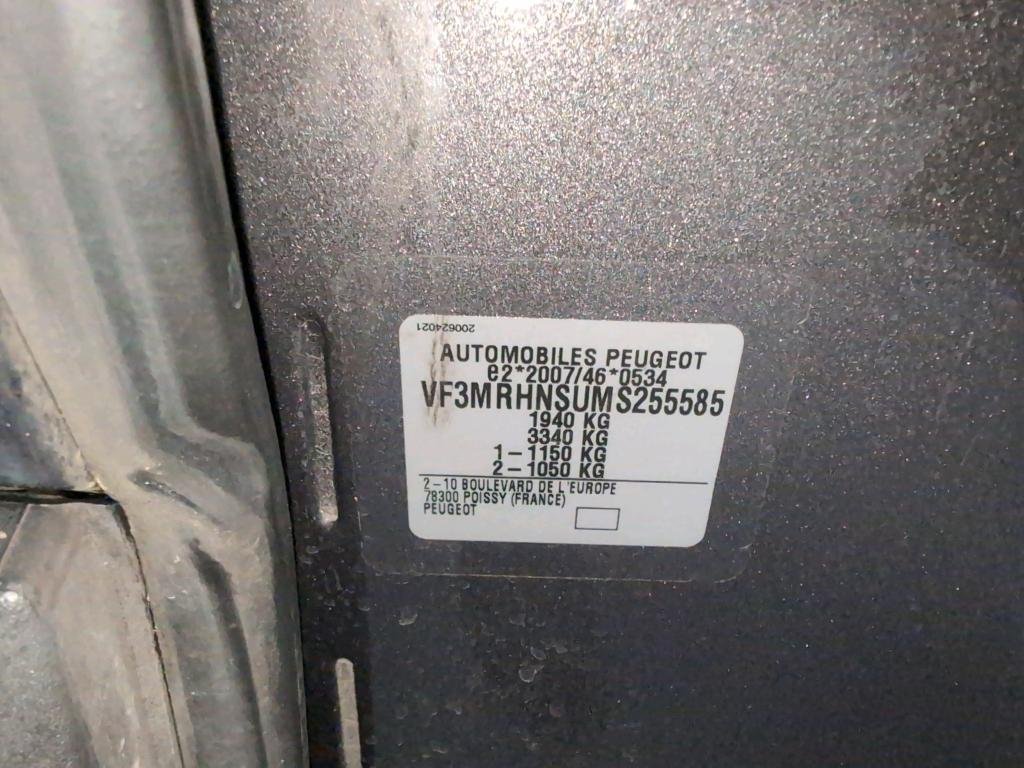 200624021
AUTOMOBILES PEUGEOT
e2*2007/46*0534
VF3MRHNSUMS255585
1940 KG
3340 KG
1-1150 KG
2-1050 KG
2-10 BOULEVARD DE L'EUROPE
78300 POISSY (FRANCE)
PEUGEOT